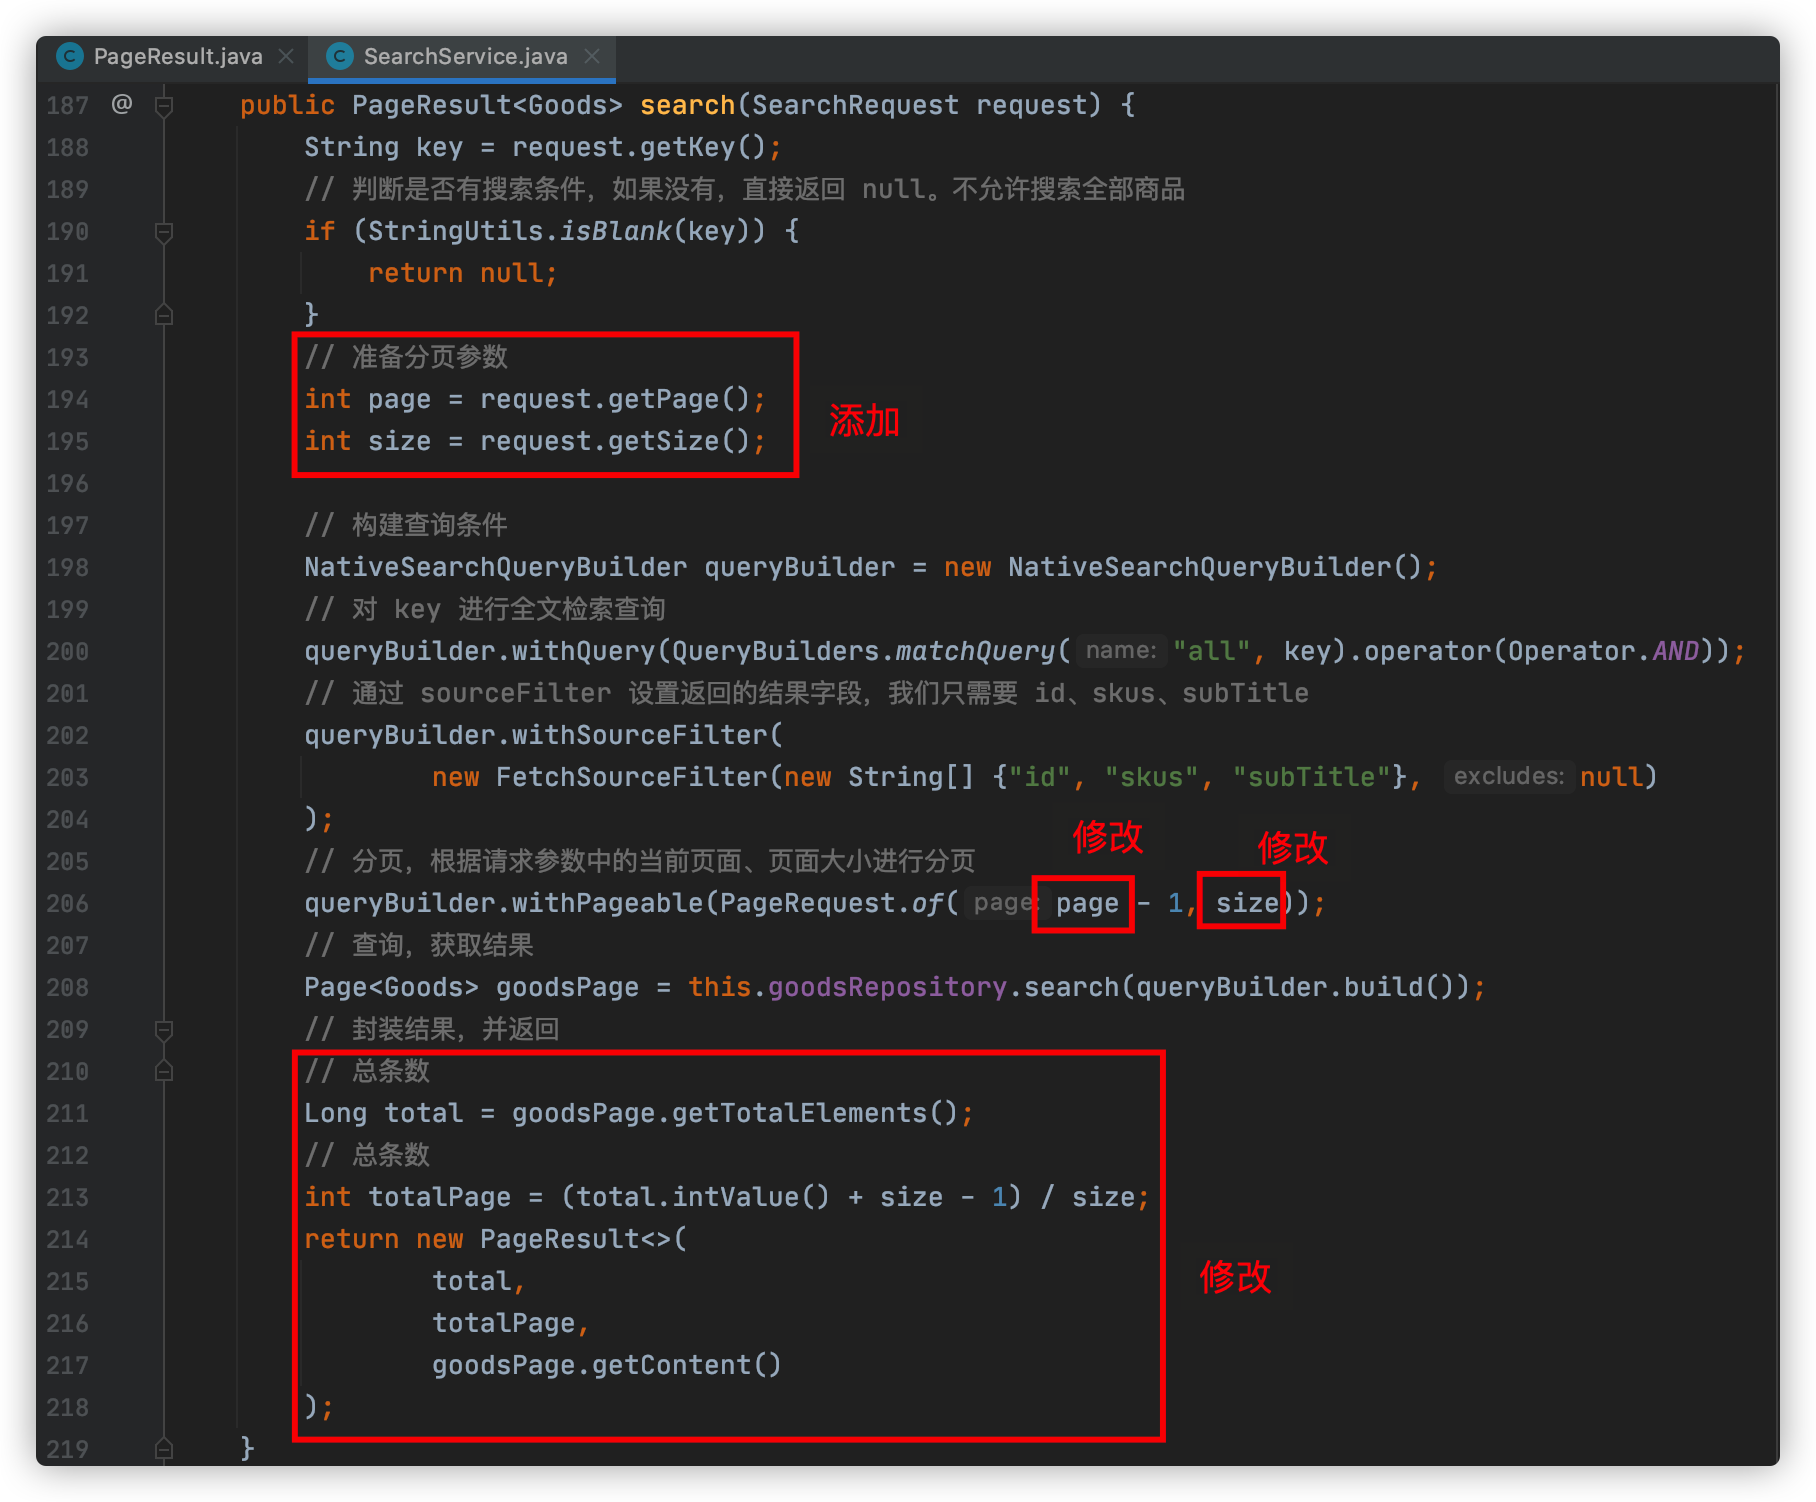 PageResult.java
SearchService.java
187 @ public PageResult<Goods> search(SearchRequest request) {
188 String key = request.getKey();
189 // 判断是否有搜索条件，如果没有，直接返回 null。不允许搜索全部商品
190 if (StringUtils.isBlank(key)) {
191 return null;
192 }
193 // 准备分页参数
194 int page = request.getPage();
添加
195 int size = request.getSize();
196
197 // 构建查询条件
198 NativeSearchQueryBuilder queryBuilder = new NativeSearchQueryBuilder();
199 // 对 key 进行全文检索查询
200 queryBuilder.withQuery(QueryBuilders.matchQuery( name: "all", key).operator(Operator.AND));
201 // 通过 sourceFilter 设置返回的结果字段，我们只需要 id、skus、subTitle
202 queryBuilder.withSourceFilter(
203 new FetchSourceFilter(new String[] {"id", "skus", "subTitle"}, excludes: null)
204 );
修改 修改
205 // 分页，根据请求参数中的当前页面、页面大小进行分页
206 queryBuilder.withPageable(PageRequest.of( page: page - 1, size));
207 // 查询，获取结果
208 Page<Goods> goodsPage = this.goodsRepository.search(queryBuilder.build());
209 // 封装结果，并返回
210 // 总条数
211 Long total = goodsPage.getTotalElements();
212 // 总条数
213 int totalPage = (total.intValue() + size - 1) / size;
214 return new PageResult<>(
215 total,
修改
216 totalPage,
217 goodsPage.getContent()
218 );
219 }